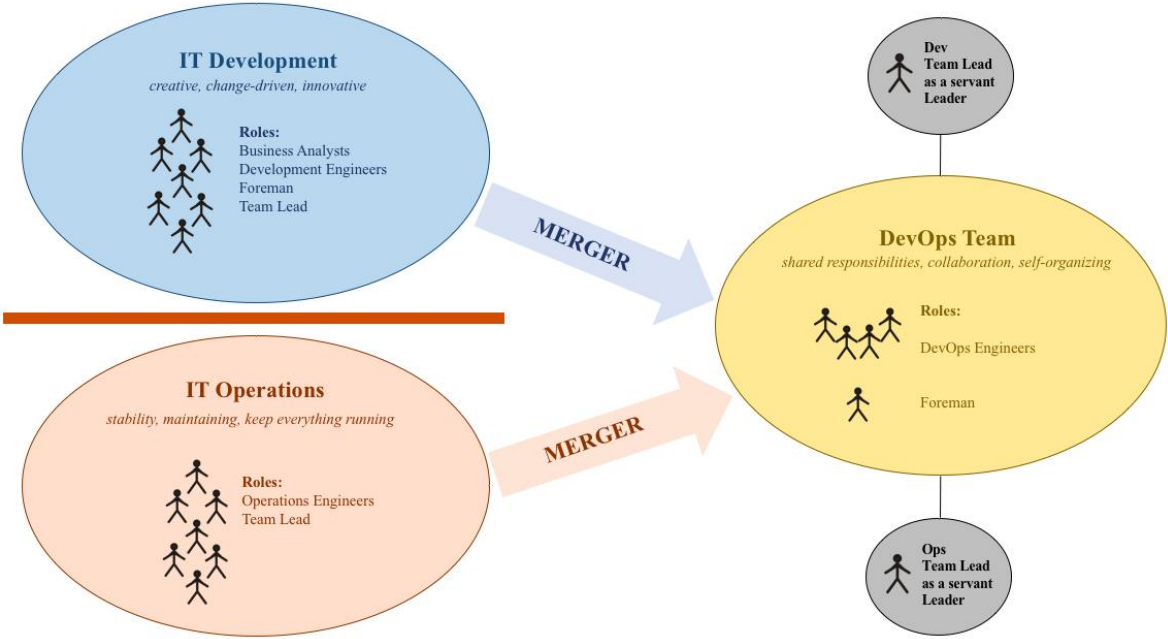 IT Development
creative, change-driven, innovative
Roles:
Business Analysts
Development Engineers
Foreman
Team Lead
MERGER
IT Operations
stability, maintaining, keep everything running
Roles:
Operations Engineers
Team Lead
MERGER
Dev
Team Lead
as a servant
Leader
DevOps Team
shared responsibilities, collaboration, self-organizing
Roles:
DevOps Engineers
Foreman
Ops
Team Lead
as a servant
Leader